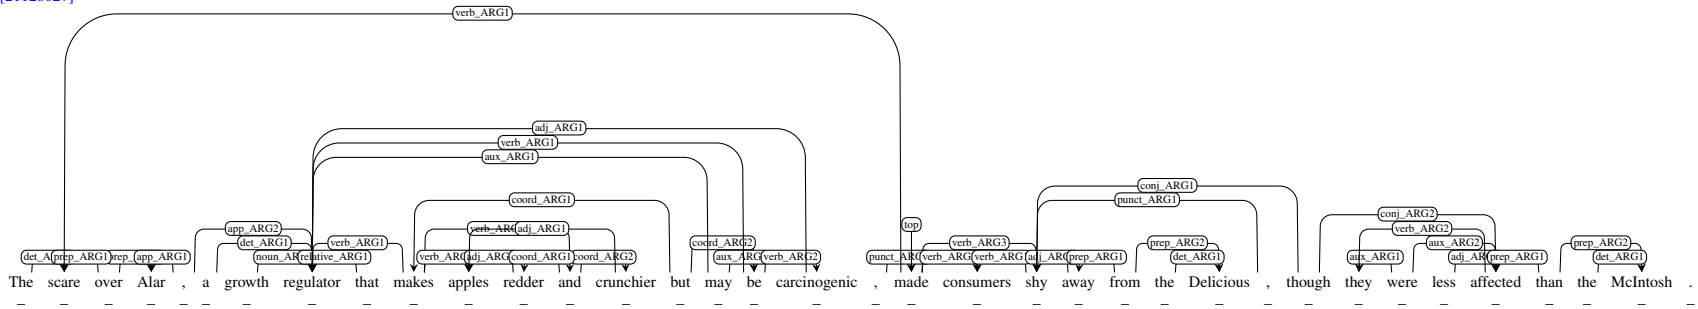 verb_ARG1
adj_ARG1
verb_ARG1
aux_ARG1
conj_ARG1
coord_ARG1 punct_ARG1
conj_ARG2
app_ARG2 adj_ARG1 top verb_ARG2
det_ARG1 verb_ARG1 coord_ARG2 verb_ARG3 prep_ARG2 aux_ARG2 prep_ARG2
prep_ARG1 app_ARG1 relative_ARG1 coord_ARG1 coord_ARG2 verb_ARG2 prep_ARG1 det_ARG1 aux_ARG1 prep_ARG1 det_ARG1
The scare over Alar , a growth regulator that makes apples redder and crunchier but may be carcinogenic , made consumers shy away from the Delicious , though they were less affected than the McIntosh .
_ _ _ _ _ _ _ _ _ _ _ _ _ _ _ _ _ _ _ _ _ _ _ _ _ _ _ _ _ _ _ _ _ _ _ _